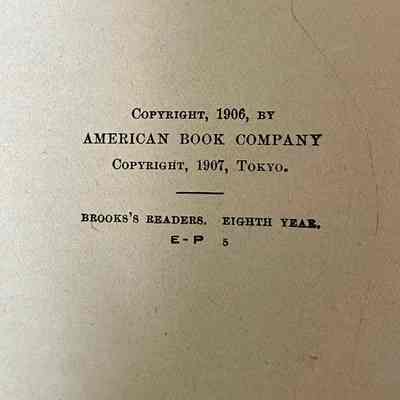 COPYRIGHT, 1906, BY
AMERICAN BOOK COMPANY
COPYRIGHT, 1907, TOKYO.
BROOKS'S READERS. EIGHTH YEAR.
E-P 5